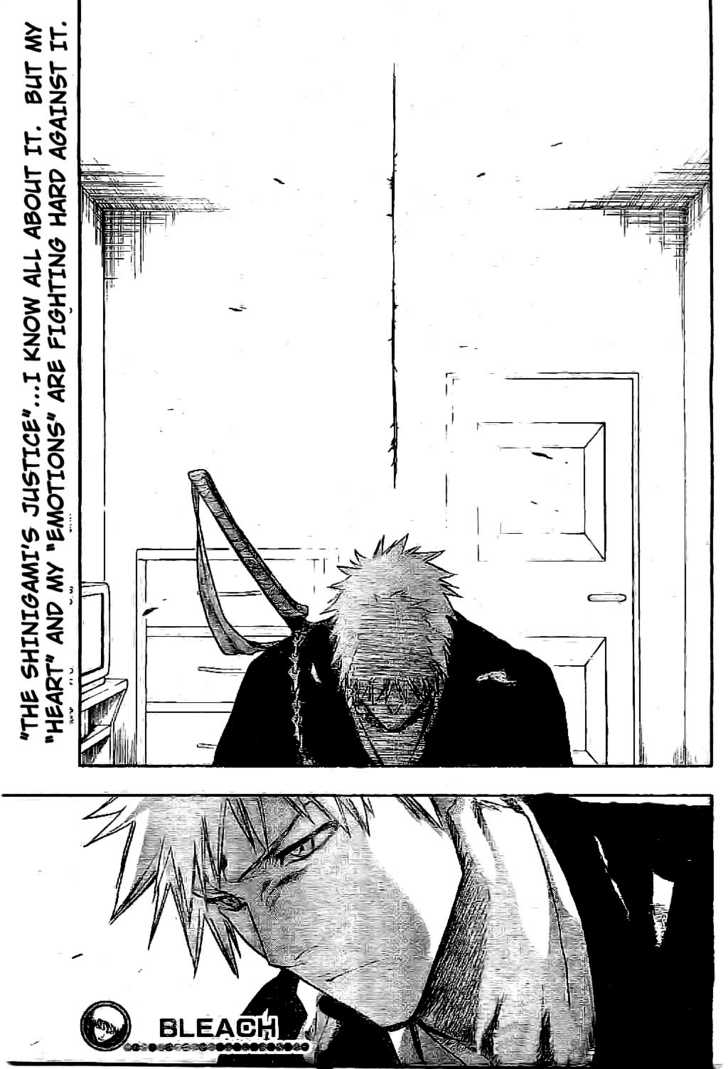 "THE SHINIGAMI'S JUSTICE"...I KNOW ALL ABOUT IT. BUT MY
"HEART" AND MY "EMOTIONS" ARE FIGHTING HARD AGAINST IT.
BLEACH